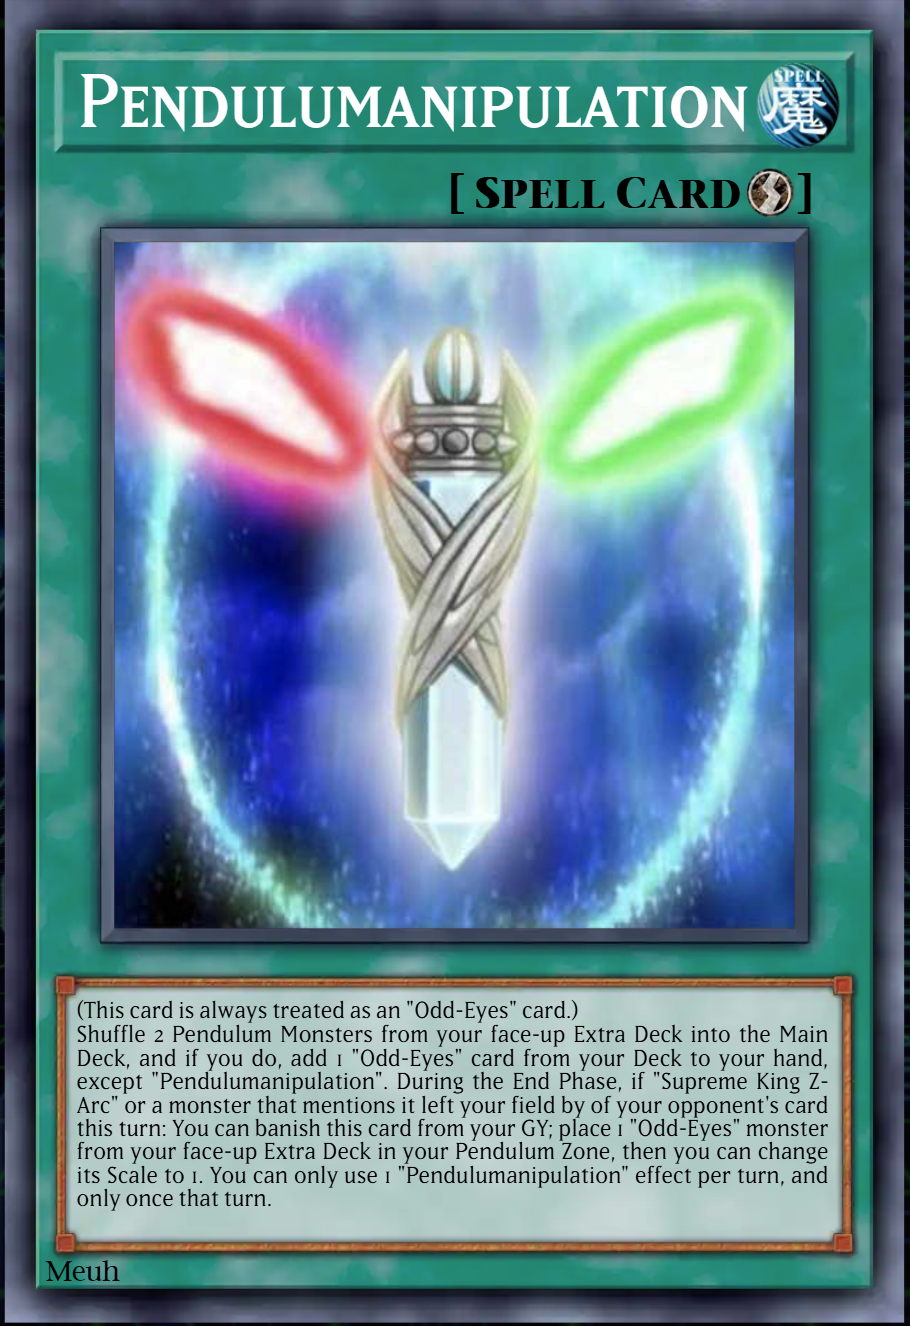 PENDULUMANIPULATION
SPELL
魔
[ SPELL CARD ]
(This card is always treated as an "Odd-Eyes" card.)
Shuffle 2 Pendulum Monsters from your face-up Extra Deck into the Main
Deck, and if you do, add 1 "Odd-Eyes" card from your Deck to your hand,
except "Pendulumanipulation". During the End Phase, if "Supreme King Z-
Arc" or a monster that mentions it left your field by of your opponent's card
this turn: You can banish this card from your GY; place 1 "Odd-Eyes" monster
from your face-up Extra Deck in your Pendulum Zone, then you can change
its Scale to 1. You can only use 1 "Pendulumanipulation" effect per turn, and
only once that turn.
Meuh